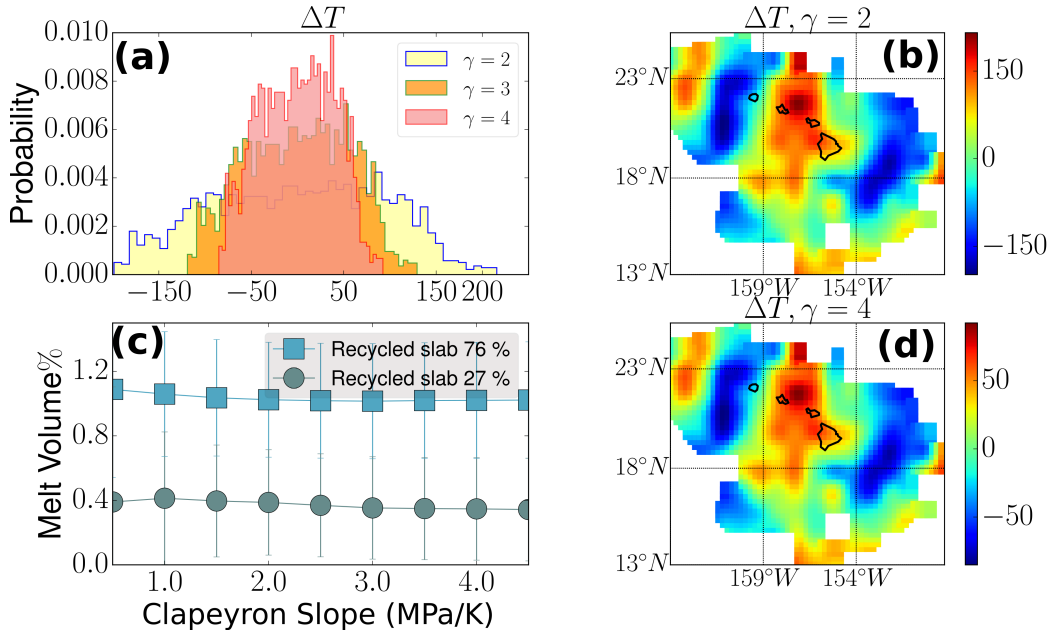 ΔT
(a)
Probability
0.010
0.008
0.006
0.004
0.002
0.000
−150 −50 50 150 200
γ = 2
γ = 3
γ = 4
ΔT, γ = 2
(b)
23°N
18°N
13°N
159°W 154°W
150
0
−150
(c)
Melt Volume%
1.2
0.8
0.4
0.0
1.0 2.0 3.0 4.0
Clapeyron Slope (MPa/K)
Recycled slab 76 %
Recycled slab 27 %
ΔT, γ = 4
(d)
23°N
18°N
13°N
159°W 154°W
50
0
−50